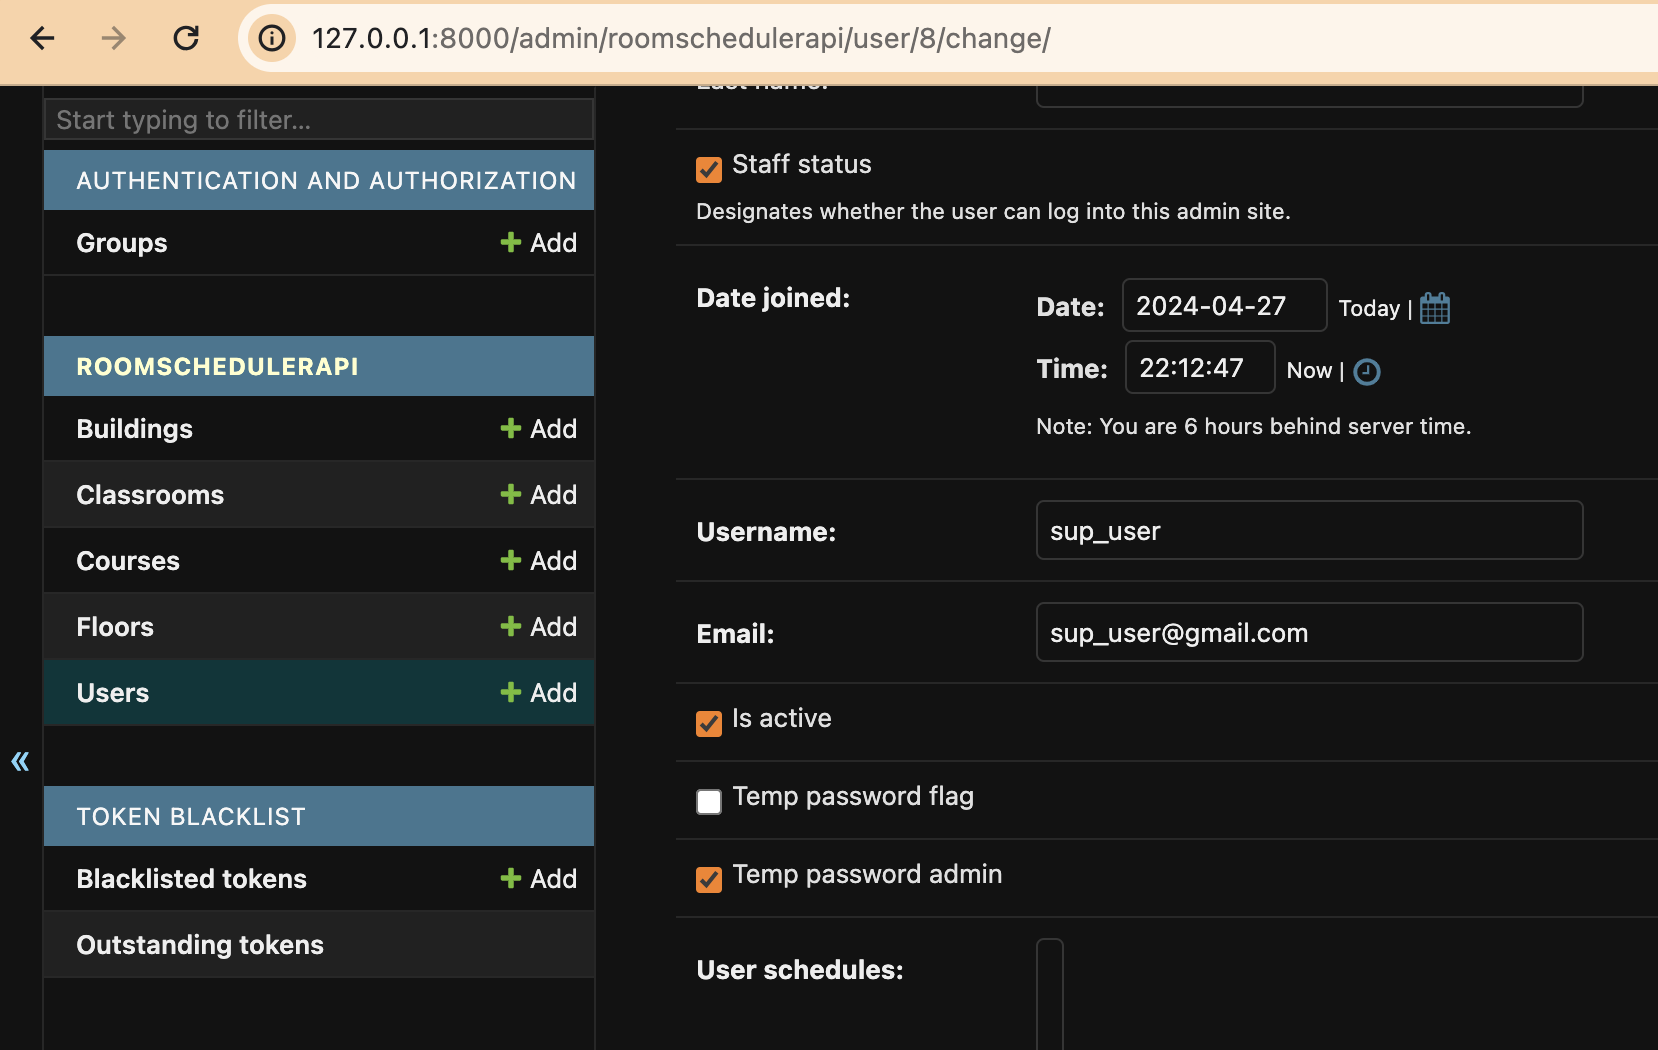 127.0.0.1:8000/admin/roomschedulerapi/user/8/change/
Start typing to filter...
AUTHENTICATION AND AUTHORIZATION
Groups
Add
ROOMSCHEDULERAPI
Buildings
Add
Classrooms
Add
Courses
Add
Floors
Add
Users
Add
«
TOKEN BLACKLIST
Blacklisted tokens
Add
Outstanding tokens
Last name:
Staff status
Designates whether the user can log into this admin site.
Date joined:
Date: 2024-04-27 Today |
Time: 22:12:47 Now |
Note: You are 6 hours behind server time.
Username: sup_user
Email: sup_user@gmail.com
Is active
Temp password flag
Temp password admin
User schedules: